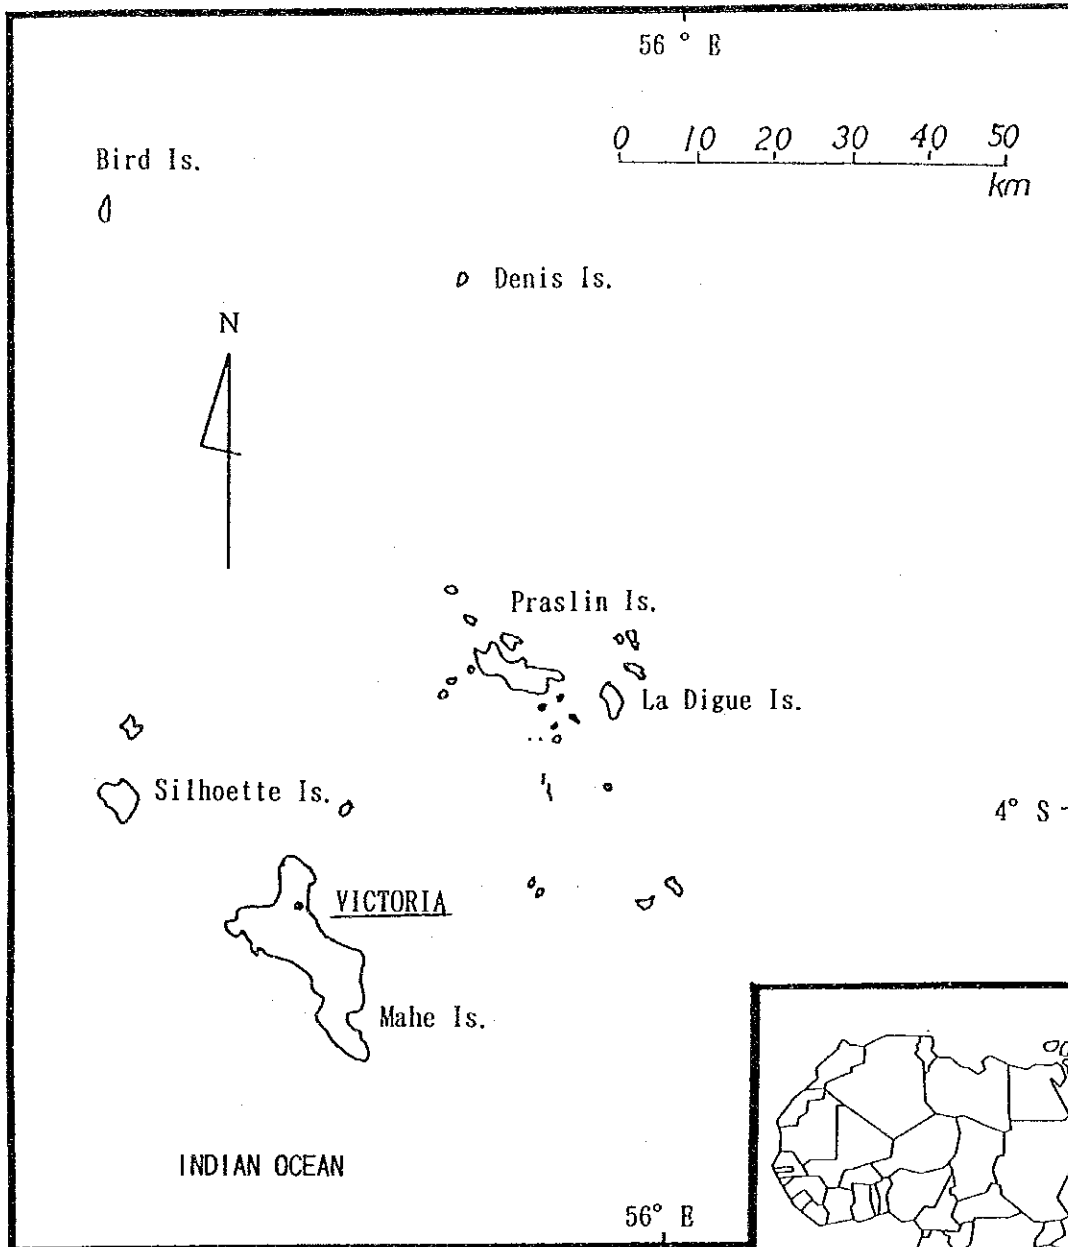 56 ° E
0 10 20 30 40 50
km
Bird Is.
Denis Is.
N
Praslin Is.
La Digue Is.
Silhoette Is.
4° S
VICTORIA
Mahe Is.
INDIAN OCEAN
56° E